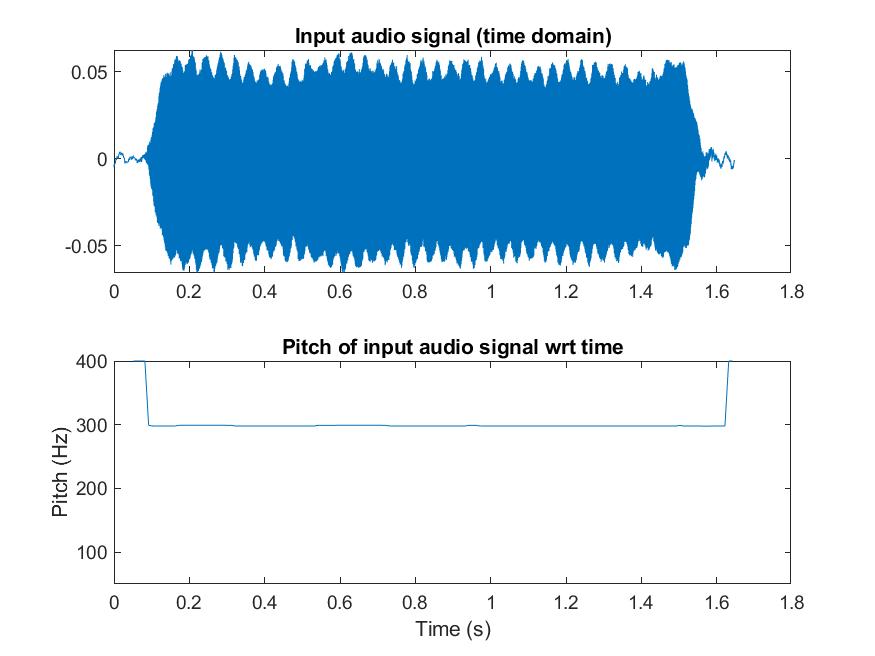 Input audio signal (time domain)
0.05
0
-0.05
0 0.2 0.4 0.6 0.8 1 1.2 1.4 1.6 1.8
Pitch of input audio signal wrt time
400
300
200
100
Pitch (Hz)
0 0.2 0.4 0.6 0.8 1 1.2 1.4 1.6 1.8
Time (s)